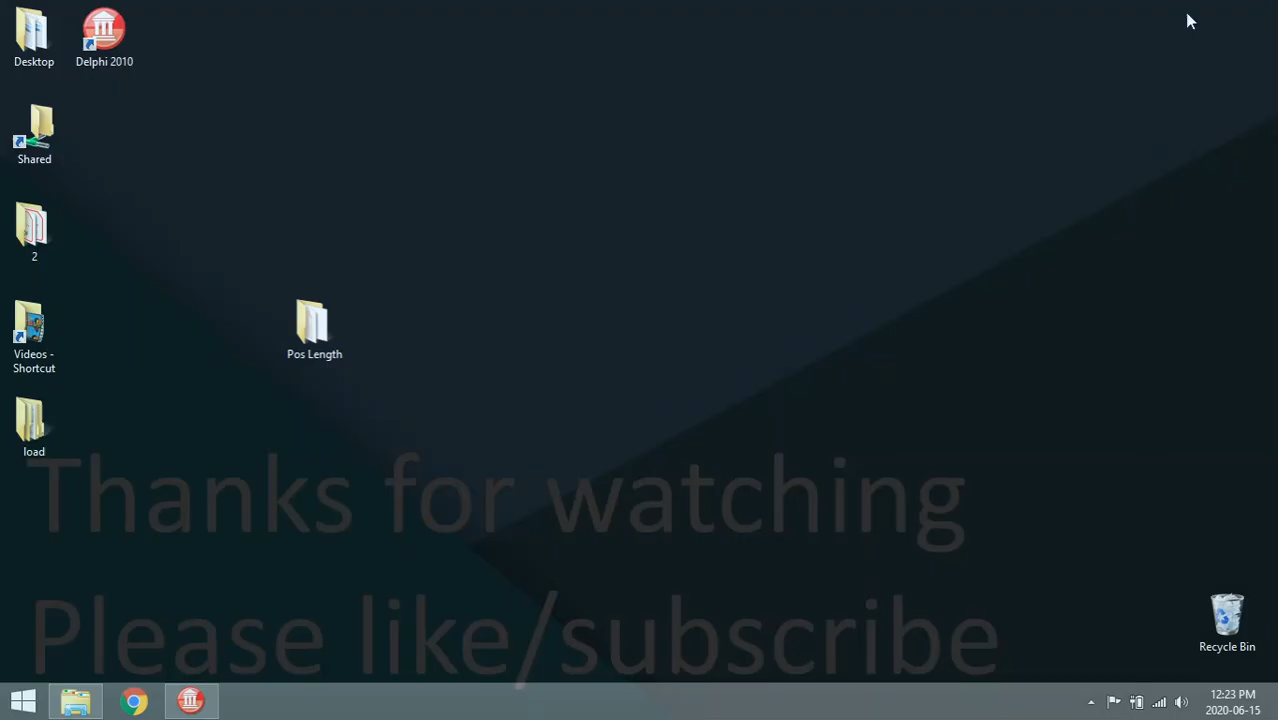 Desktop
Delphi 2010
Shared
2
Videos -
Shortcut
Pos Length
load
Thanks for watching
Please like/subscribe
Recycle Bin
12:23 PM
2020-06-15